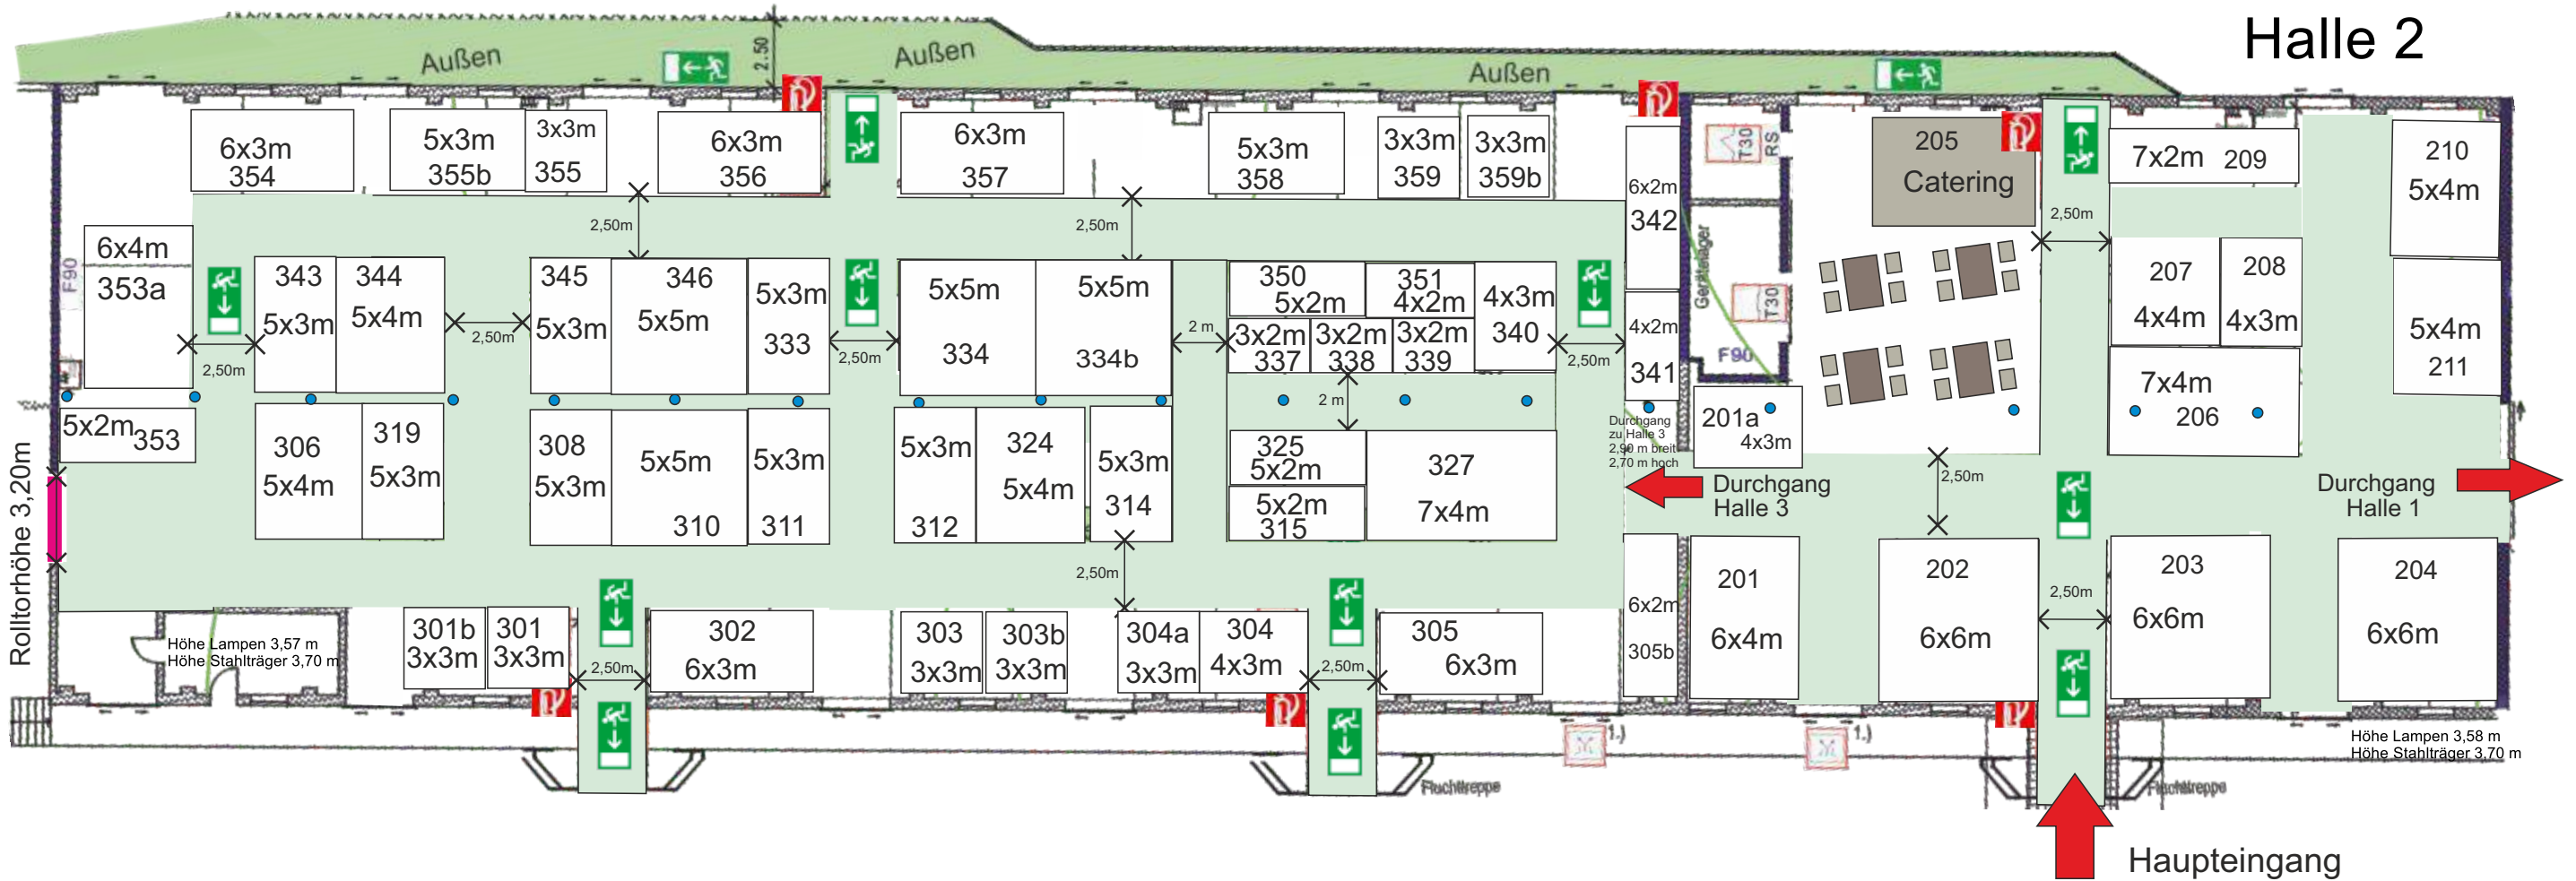 Halle 2
Außen
2.50
Außen
Außen
6x3m
354
5x3m
355b
3x3m
355
6x3m
356
6x3m
357
5x3m
358
3x3m
359
3x3m
359b
6x2m
342
T30
RS
205
Catering
7x2m 209
210
5x4m
2,50m
2,50m
2,50m
6x4m
353a
F90
343
5x3m
344
5x4m
345
5x3m
346
5x5m
5x3m
333
5x5m
334
5x5m
334b
350
5x2m
351
4x2m
4x3m
340
3x2m
337
3x2m
338
3x2m
339
4x2m
341
Gerätelager
T30
F90
207
4x4m
208
4x3m
5x4m
211
2,50m
2,50m
2,50m
2 m
2,50m
2 m
7x4m
206
5x2m
353
306
5x4m
319
5x3m
308
5x3m
5x5m
310
5x3m
311
5x3m
312
324
5x4m
5x3m
314
325
5x2m
5x2m
315
327
7x4m
Durchgang
zu Halle 3
2,90 m breit
2,70 m hoch
201a
4x3m
Durchgang
Halle 3
2,50m
Durchgang
Halle 1
Rolltorhöhe 3,20m
2,50m
Höhe Lampen 3,57 m
Höhe Stahlträger 3,70 m
301b
3x3m
301
3x3m
2,50m
302
6x3m
303
3x3m
303b
3x3m
304a
3x3m
304
4x3m
2,50m
305
6x3m
6x2m
305b
201
6x4m
202
6x6m
2,50m
203
6x6m
204
6x6m
1.)
1.)
Höhe Lampen 3,58 m
Höhe Stahlträger 3,70 m
Fluchttreppe
Fluchttreppe
Haupteingang